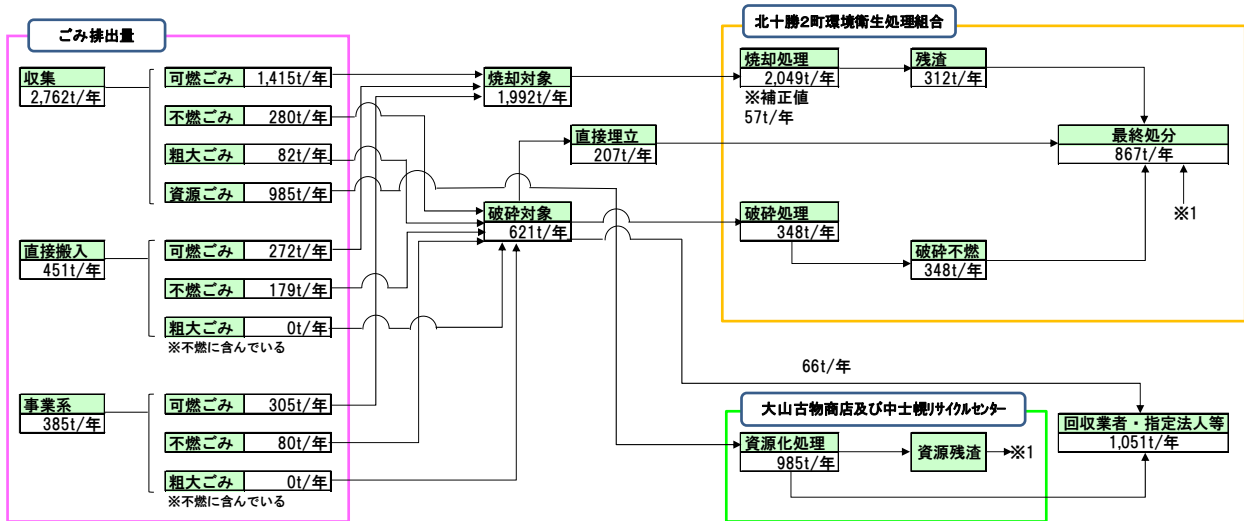 ごみ排出量
収集
2,762t/年
可燃ごみ 1,415t/年
不燃ごみ 280t/年
粗大ごみ 82t/年
資源ごみ 985t/年
直接搬入
451t/年
可燃ごみ 272t/年
不燃ごみ 179t/年
粗大ごみ 0t/年
※不燃に含んでいる
事業系
385t/年
可燃ごみ 305t/年
不燃ごみ 80t/年
粗大ごみ 0t/年
※不燃に含んでいる
焼却対象
1,992t/年
直接埋立
207t/年
破砕対象
621t/年
北十勝2町環境衛生処理組合
焼却処理
2,049t/年
※補正値
57t/年
残渣
312t/年
最終処分
867t/年
※1
破砕処理
348t/年
破砕不燃
348t/年
66t/年
大山古物商店及び中士幌リサイクルセンター
資源化処理
985t/年
資源残渣
※1
回収業者・指定法人等
1,051t/年